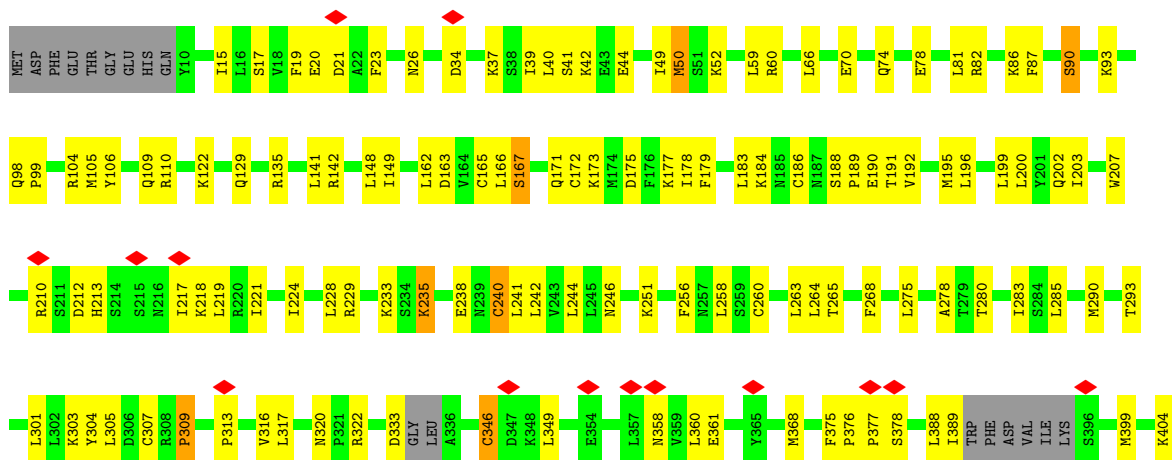 MET ASP PHE GLU THR GLY GLU HIS GLN Y10 I15 L16 S17 V18 F19 E20 D21 A22 F23 N26 D34 K37 S38 I39 L40 S41 K42 E43 E44 I49 M50 S51 K52 L59 R60 L66 E70 Q74 E78 L81 R82 K86 F87 S90 K93
Q98 P99 R104 M105 Y106 Q109 R110 K122 Q129 R135 L141 R142 L148 I149 L162 D163 V164 C165 L166 S167 Q171 C172 K173 M174 D175 F176 K177 I178 F179 L183 K184 N185 C186 N187 S188 P189 E190 T191 V192 M195 L196 L199 L200 Y201 Q202 I203 W207
R210 S211 D212 H213 S214 S215 N216 I217 K218 L219 R220 I221 I224 L228 R229 K233 S234 K235 E238 N239 C240 L241 L242 V243 L244 L245 N246 K251 F256 N257 L258 S259 C260 L263 L264 T265 F268 L275 A278 T279 T280 I283 S284 L285 M290 T293
L301 L302 K303 Y304 L305 D306 C307 R308 P309 P313 V316 L317 N320 P321 R322 D333 GLY LEU A336 C346 D347 K348 L349 E354 L357 N358 V359 L360 E361 Y365 M368 F375 P376 P377 S378 L388 I389 TRP PHE ASP VAL ILE LYS S396 M399 K404